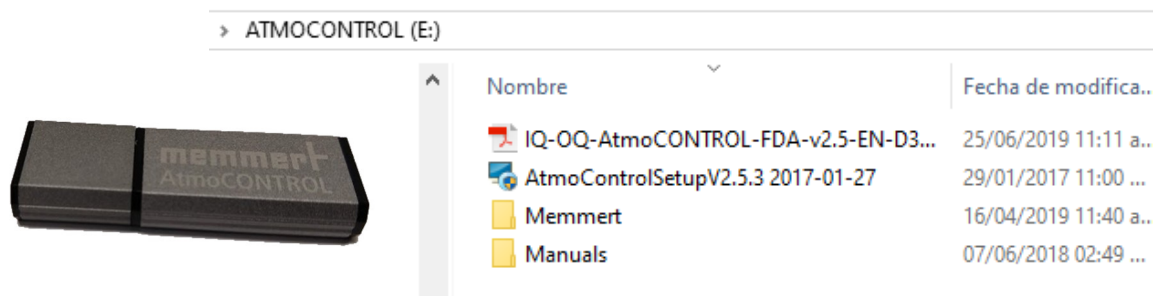 > ATMOCONTROL (E:)
Nombre
Fecha de modifica...
IQ-OQ-AtmoCONTROL-FDA-v2.5-EN-D3...
25/06/2019 11:11 a...
AtmoControlSetupV2.5.3 2017-01-27
29/01/2017 11:00 ...
Memmert
16/04/2019 11:40 a...
Manuals
07/06/2018 02:49 ...
memmert
AtmoCONTROL